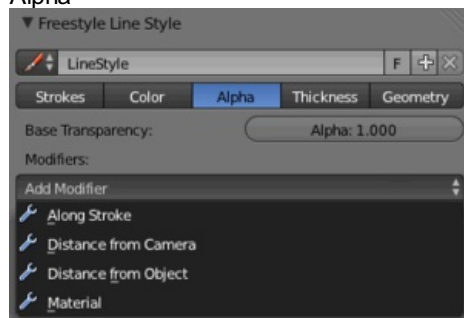 Alpha
Freestyle Line Style
LineStyle F
Strokes Color Alpha Thickness Geometry
Base Transparency: Alpha: 1.000
Modifiers:
Add Modifier
Along Stroke
Distance from Camera
Distance from Object
Material